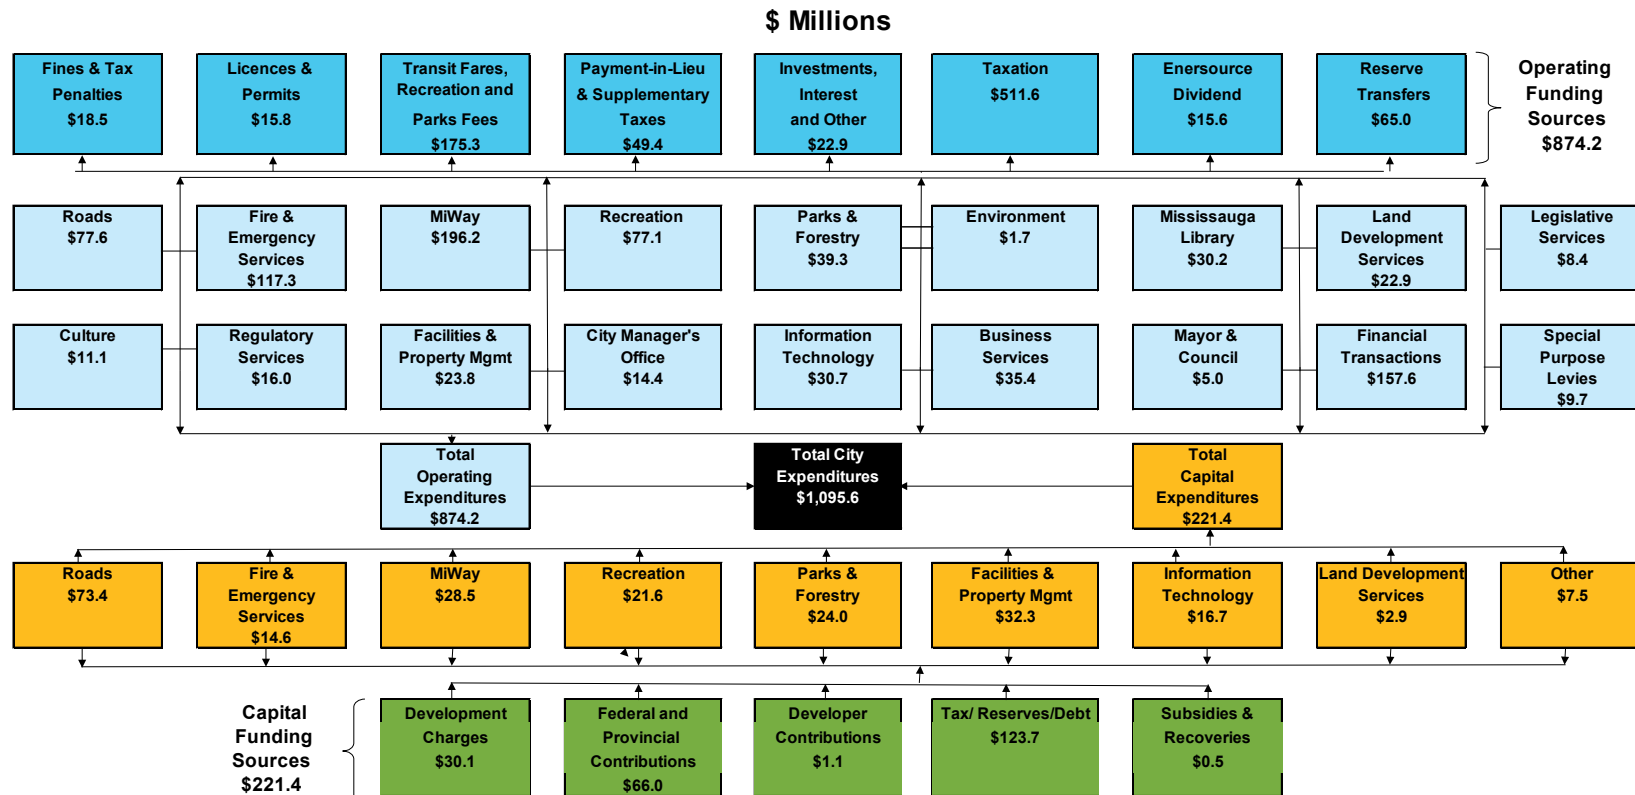 $ Millions
Fines & Tax
Penalties
$18.5
Licences &
Permits
$15.8
Transit Fares,
Recreation and
Parks Fees
$175.3
Payment-in-Lieu
& Supplementary
Taxes
$49.4
Investments,
Interest
and Other
$22.9
Taxation
$511.6
Enersource
Dividend
$15.6
Reserve
Transfers
$65.0
Operating
Funding
Sources
$874.2
Roads
$77.6
Fire &
Emergency
Services
$117.3
MiWay
$196.2
Recreation
$77.1
Parks &
Forestry
$39.3
Environment
$1.7
Mississauga
Library
$30.2
Land
Development
Services
$22.9
Legislative
Services
$8.4
Culture
$11.1
Regulatory
Services
$16.0
Facilities &
Property Mgmt
$23.8
City Manager's
Office
$14.4
Information
Technology
$30.7
Business
Services
$35.4
Mayor &
Council
$5.0
Financial
Transactions
$157.6
Special
Purpose
Levies
$9.7
Total
Operating
Expenditures
$874.2
Total City
Expenditures
$1,095.6
Total
Capital
Expenditures
$221.4
Roads
$73.4
Fire &
Emergency
Services
$14.6
MiWay
$28.5
Recreation
$21.6
Parks &
Forestry
$24.0
Facilities &
Property Mgmt
$32.3
Information
Technology
$16.7
Land Development
Services
$2.9
Other
$7.5
Capital
Funding
Sources
$221.4
Development
Charges
$30.1
Federal and
Provincial
Contributions
$66.0
Developer
Contributions
$1.1
Tax/ Reserves/Debt
$123.7
Subsidies &
Recoveries
$0.5